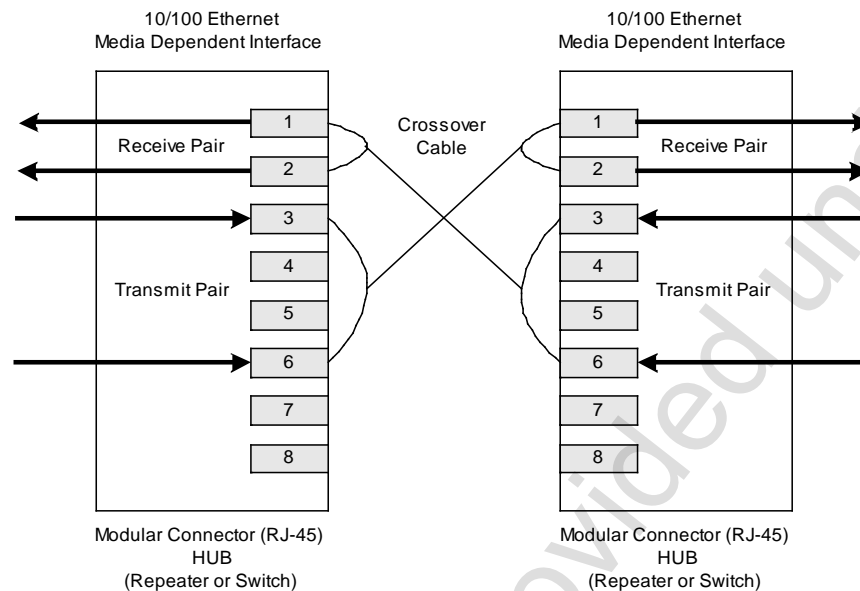 10/100 Ethernet
Media Dependent Interface
10/100 Ethernet
Media Dependent Interface
1
Receive Pair
2
3
4
Transmit Pair
5
6
7
8
Crossover
Cable
1
Receive Pair
2
3
4
Transmit Pair
5
6
7
8
Modular Connector (RJ-45)
HUB
(Repeater or Switch)
Modular Connector (RJ-45)
HUB
(Repeater or Switch)